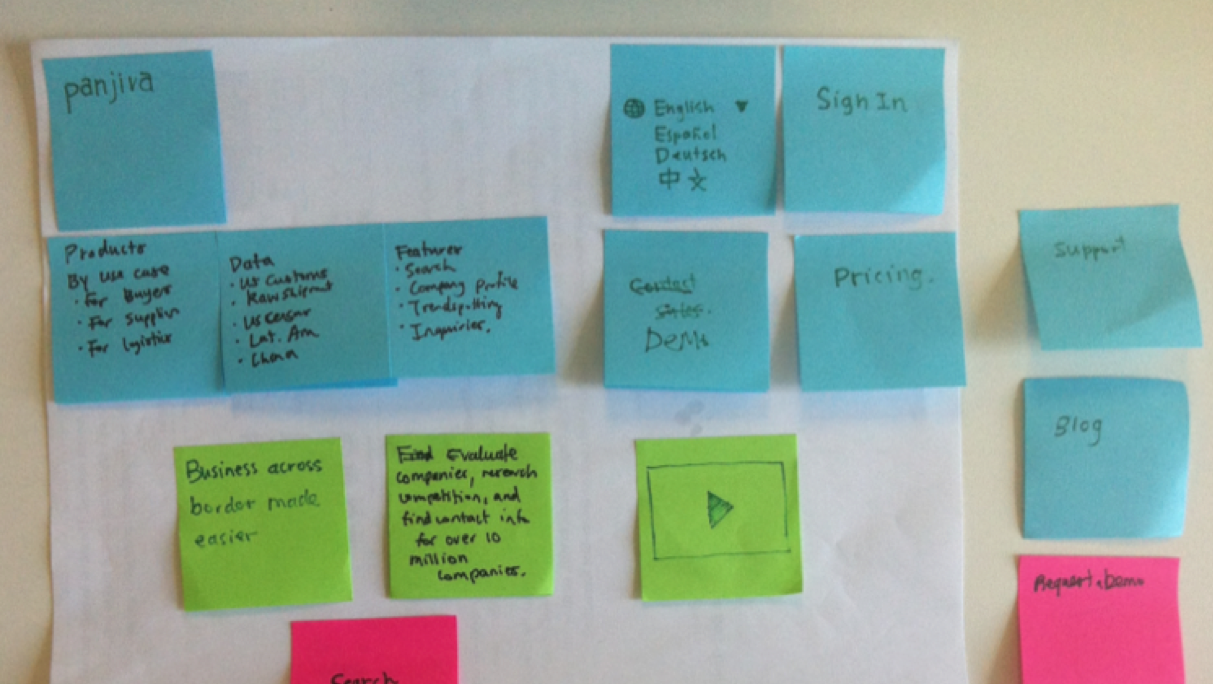 panjiva
English ▼
Español
Deutsch
中文
Sign In
Products
By use case
• For Buyers
• For Supplier
• For Logistics
Data
• US Customs
• Raw Shipment
• US Census
• Lat. Am
• China
Features
• Search
• Company Profile
• Trendspotting
• Inquiries.
Contact
Sales.
Demo
Pricing.
Support
Blog
Business across
border made
easier
Find Evaluate
companies, research
competition, and
find contact info
for over 10
million
companies.
Request Demo
Search